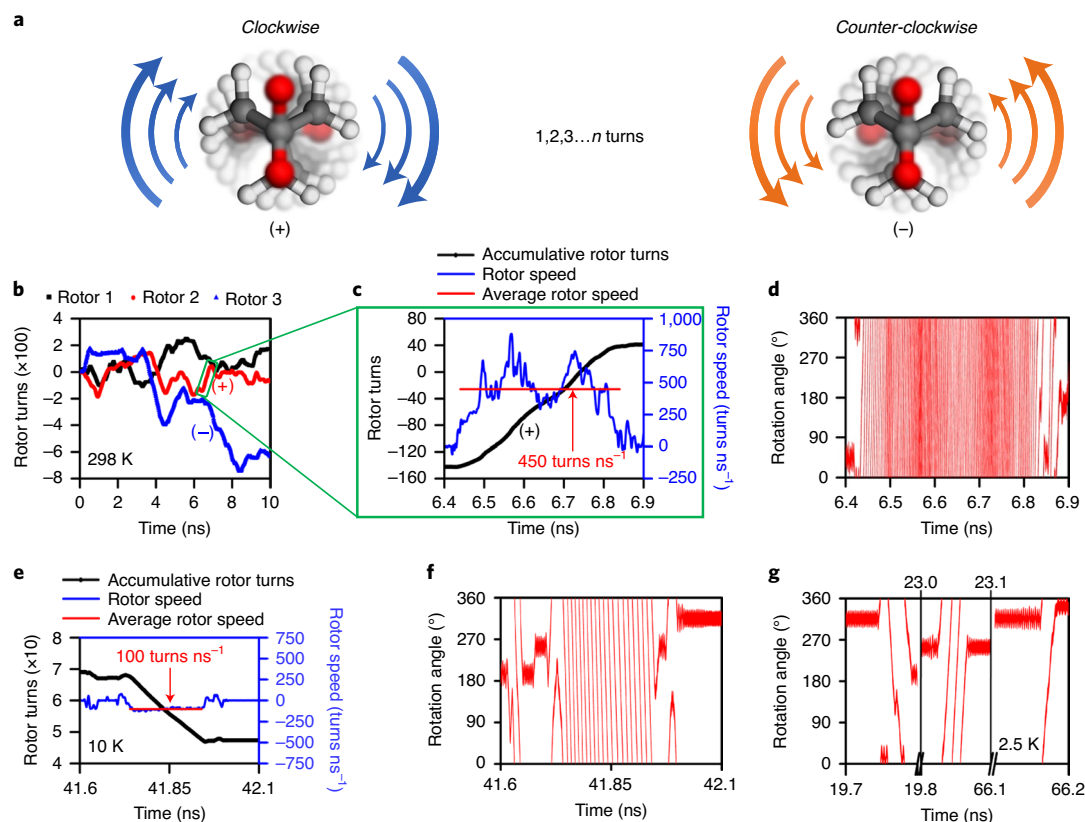 a
Clockwise
Counter-clockwise
1,2,3…n turns
(+)
(−)
b
Rotor 1 Rotor 2 Rotor 3
Rotor turns (×100)
4
2
0
−2
−4
−6
−8
(+)
(−)
298 K
0 2 4 6 8 10
Time (ns)
c
Accumulative rotor turns
Rotor speed
Average rotor speed
Rotor turns
80
40
0
−40
−80
−120
−160
(+)
450 turns ns−1
1,000
750
500
250
0
−250
Rotor speed (turns ns−1)
6.4 6.5 6.6 6.7 6.8 6.9
Time (ns)
d
Rotation angle (°)
360
270
180
90
0
6.4 6.5 6.6 6.7 6.8 6.9
Time (ns)
e
Accumulative rotor turns
Rotor speed
Average rotor speed
Rotor turns (×10)
8
7
6
5
4
100 turns ns−1
10 K
750
500
250
0
−250
−500
−750
Rotor speed (turns ns−1)
41.6 41.85 42.1
Time (ns)
f
Rotation angle (°)
360
270
180
90
0
41.6 41.85 42.1
Time (ns)
g
23.0 23.1
Rotation angle (°)
360
270
180
90
0
2.5 K
19.7 19.8 66.1 66.2
Time (ns)